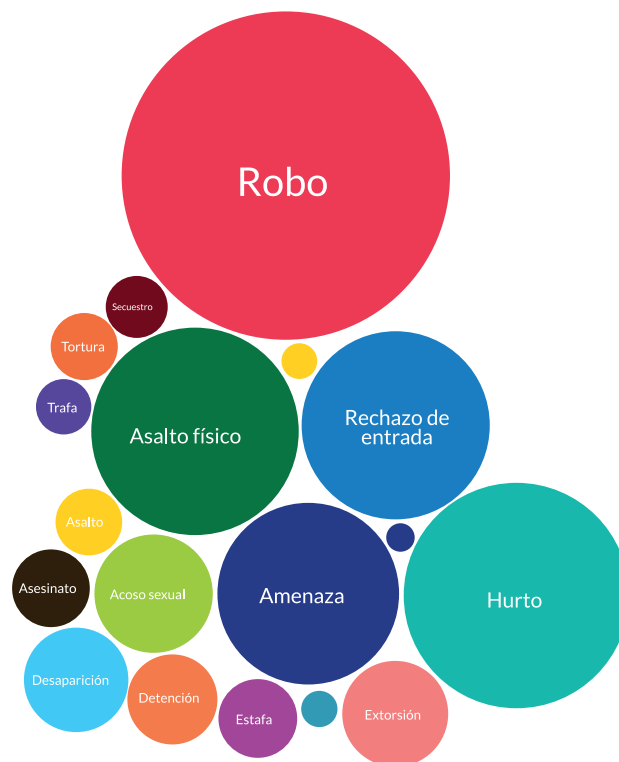 Robo
Secuestro
Tortura
Trafa
Asalto físico
Rechazo de
entrada
Asalto
Asesinato
Acoso sexual
Amenaza
Hurto
Desaparición
Detención
Estafa
Extorsión